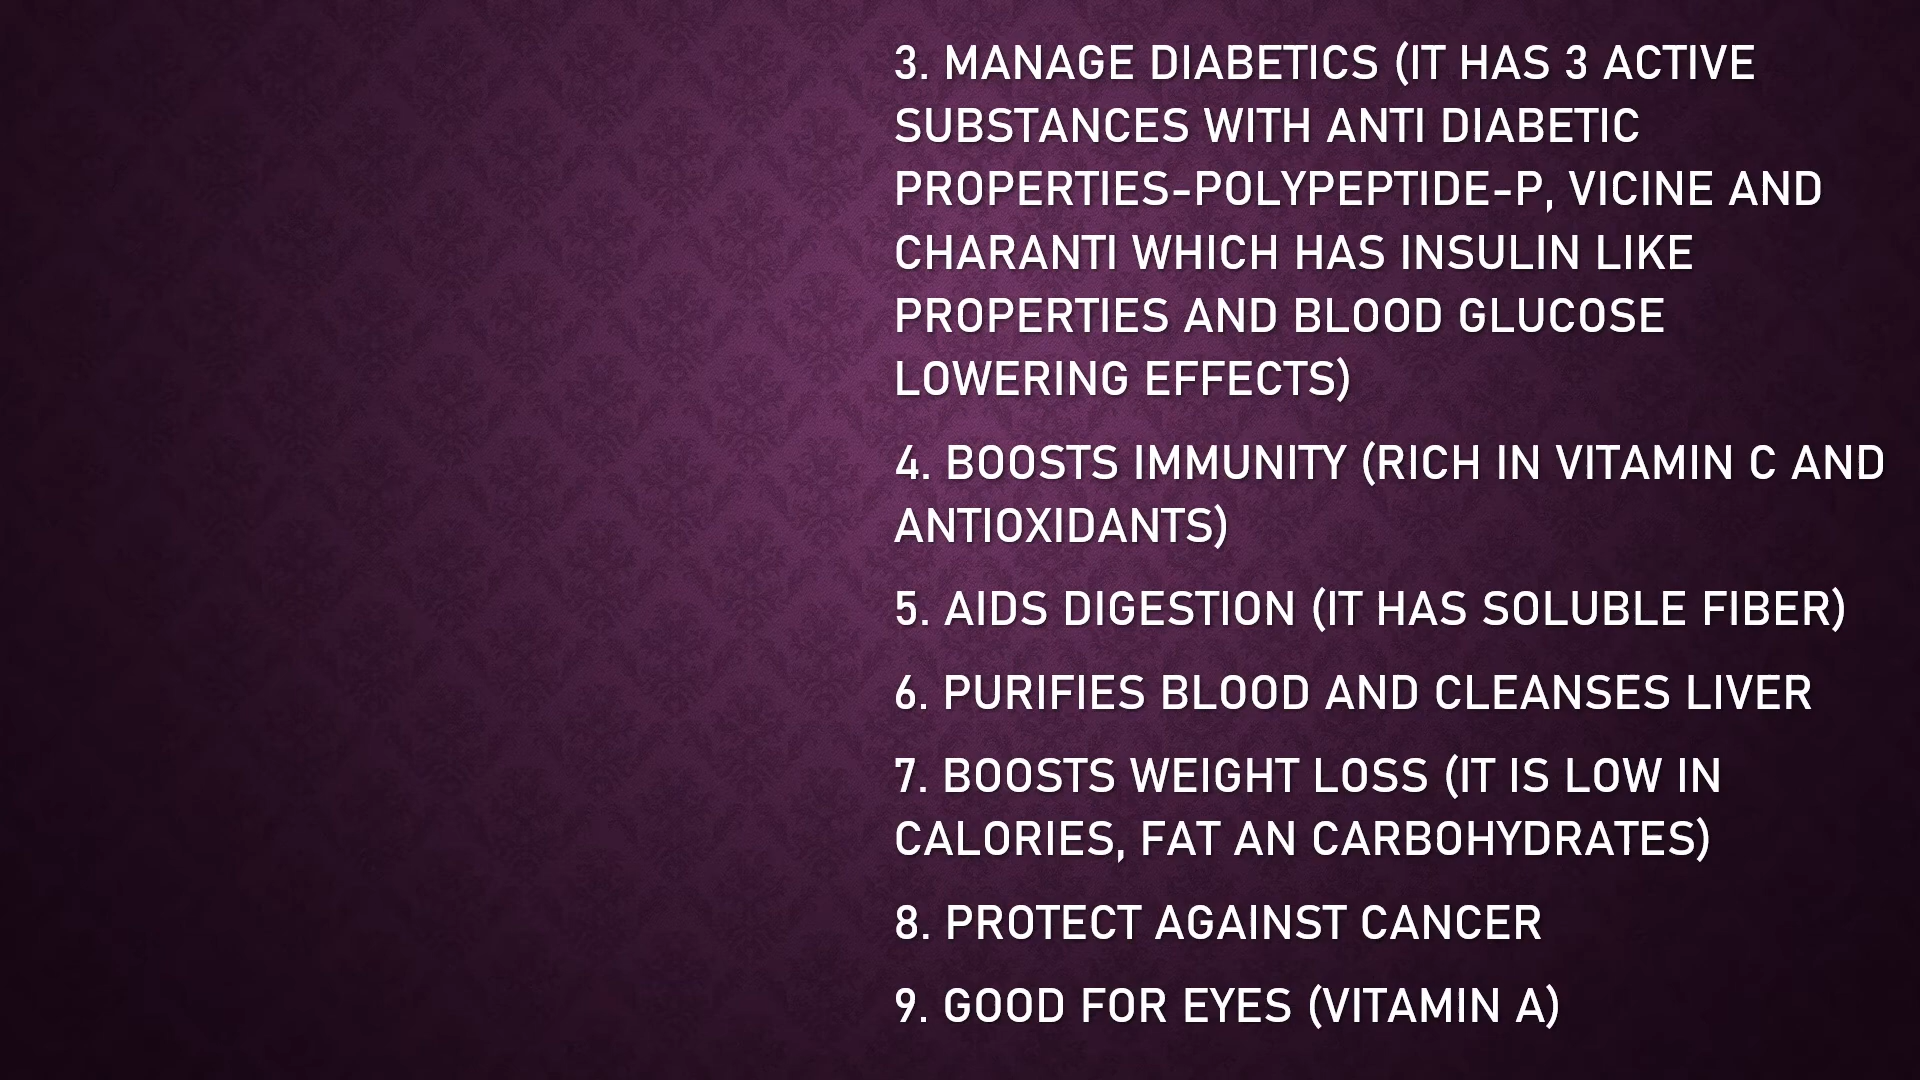 3. MANAGE DIABETICS (IT HAS 3 ACTIVE
SUBSTANCES WITH ANTI DIABETIC
PROPERTIES-POLYPEPTIDE-P, VICINE AND
CHARANTI WHICH HAS INSULIN LIKE
PROPERTIES AND BLOOD GLUCOSE
LOWERING EFFECTS)
4. BOOSTS IMMUNITY (RICH IN VITAMIN C AND
ANTIOXIDANTS)
5. AIDS DIGESTION (IT HAS SOLUBLE FIBER)
6. PURIFIES BLOOD AND CLEANSES LIVER
7. BOOSTS WEIGHT LOSS (IT IS LOW IN
CALORIES, FAT AN CARBOHYDRATES)
8. PROTECT AGAINST CANCER
9. GOOD FOR EYES (VITAMIN A)